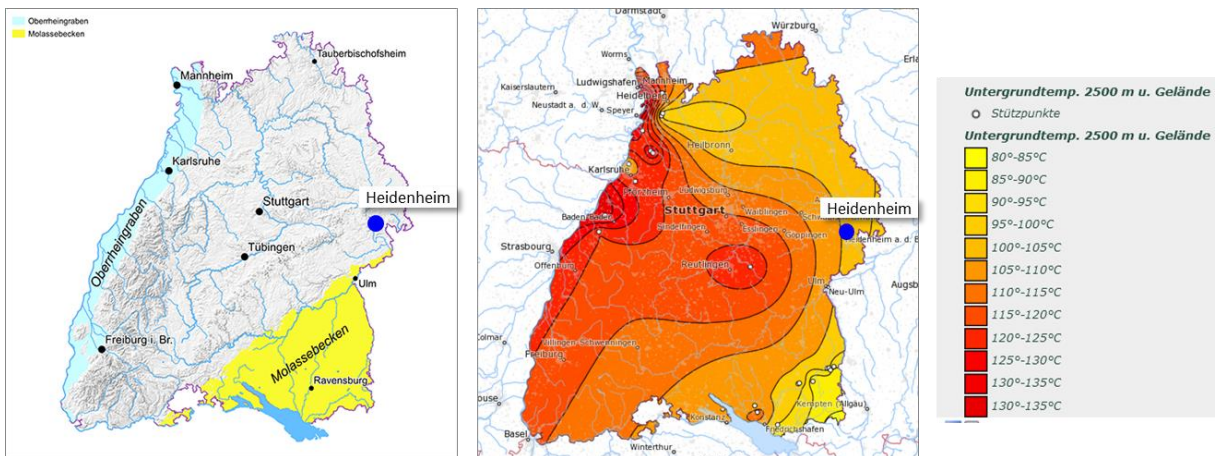 Oberrheingraben
Molassebecken
Tauberbischofsheim
Mannheim
Karlsruhe
Heidenheim
Stuttgart
Oberrheingraben
Tübingen
Ulm
Freiburg i. Br.
Molassebecken
Ravensburg
Darmstadt
Würzburg
Worms
Ludwigshafen
Mannheim
Kaiserslautern
Heidelberg
Neustadt a. d. W.
Speyer
Heilbronn
Karlsruhe
Pforzheim
Ludwigsburg
Heidenheim
Stuttgart
Waiblingen
Baden-Baden
Sindelfingen
Esslingen
Göppingen
Heidenheim a. d. B
Strasbourg
Offenburg
Reutlingen
Ulm
Neu-Ulm
Augsb
Colmar
Villingen-Schwenningen
Freiburg
Kempten (Allgäu)
Konstanz
Friedrichshafen
Basel
Winterthur
Untergrundtemp. 2500 m u. Gelände
Stützpunkte
Untergrundtemp. 2500 m u. Gelände
80°-85°C
85°-90°C
90°-95°C
95°-100°C
100°-105°C
105°-110°C
110°-115°C
115°-120°C
120°-125°C
125°-130°C
130°-135°C
130°-135°C